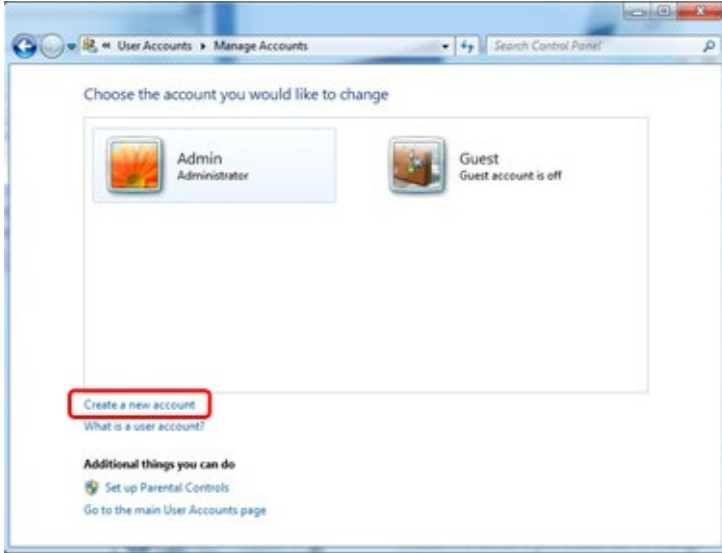 « User Accounts ▸ Manage Accounts
Search Control Panel
Choose the account you would like to change
Admin
Administrator
Guest
Guest account is off
Create a new account
What is a user account?
Additional things you can do
Set up Parental Controls
Go to the main User Accounts page